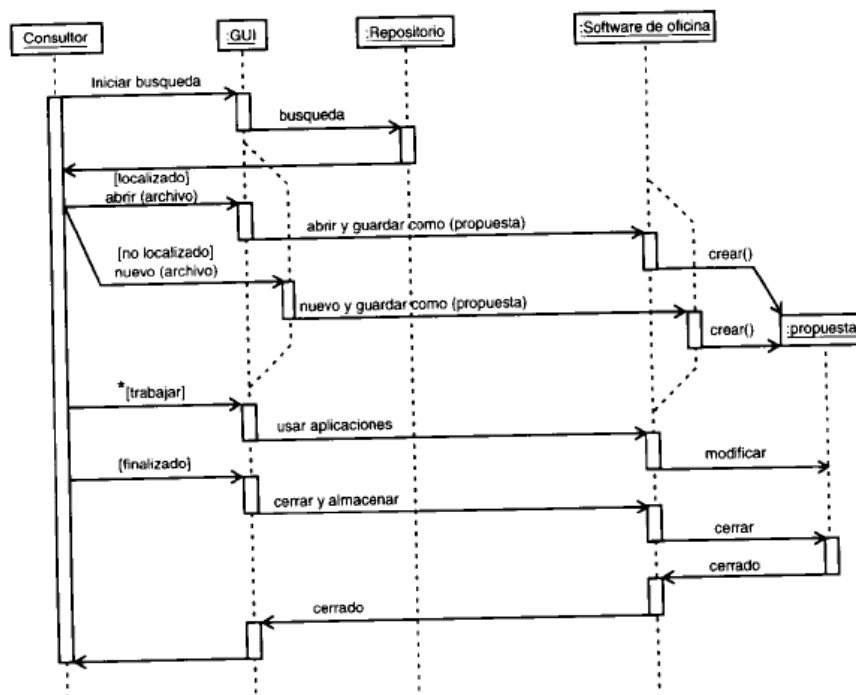 Consultor
:GUI
:Repositorio
:Software de oficina
Iniciar busqueda
busqueda
[localizado]
abrir (archivo)
abrir y guardar como (propuesta)
[no localizado]
nuevo (archivo)
crear()
nuevo y guardar como (propuesta)
crear()
:propuesta
*[trabajar]
usar aplicaciones
modificar
[finalizado]
cerrar y almacenar
cerrar
cerrado
cerrado